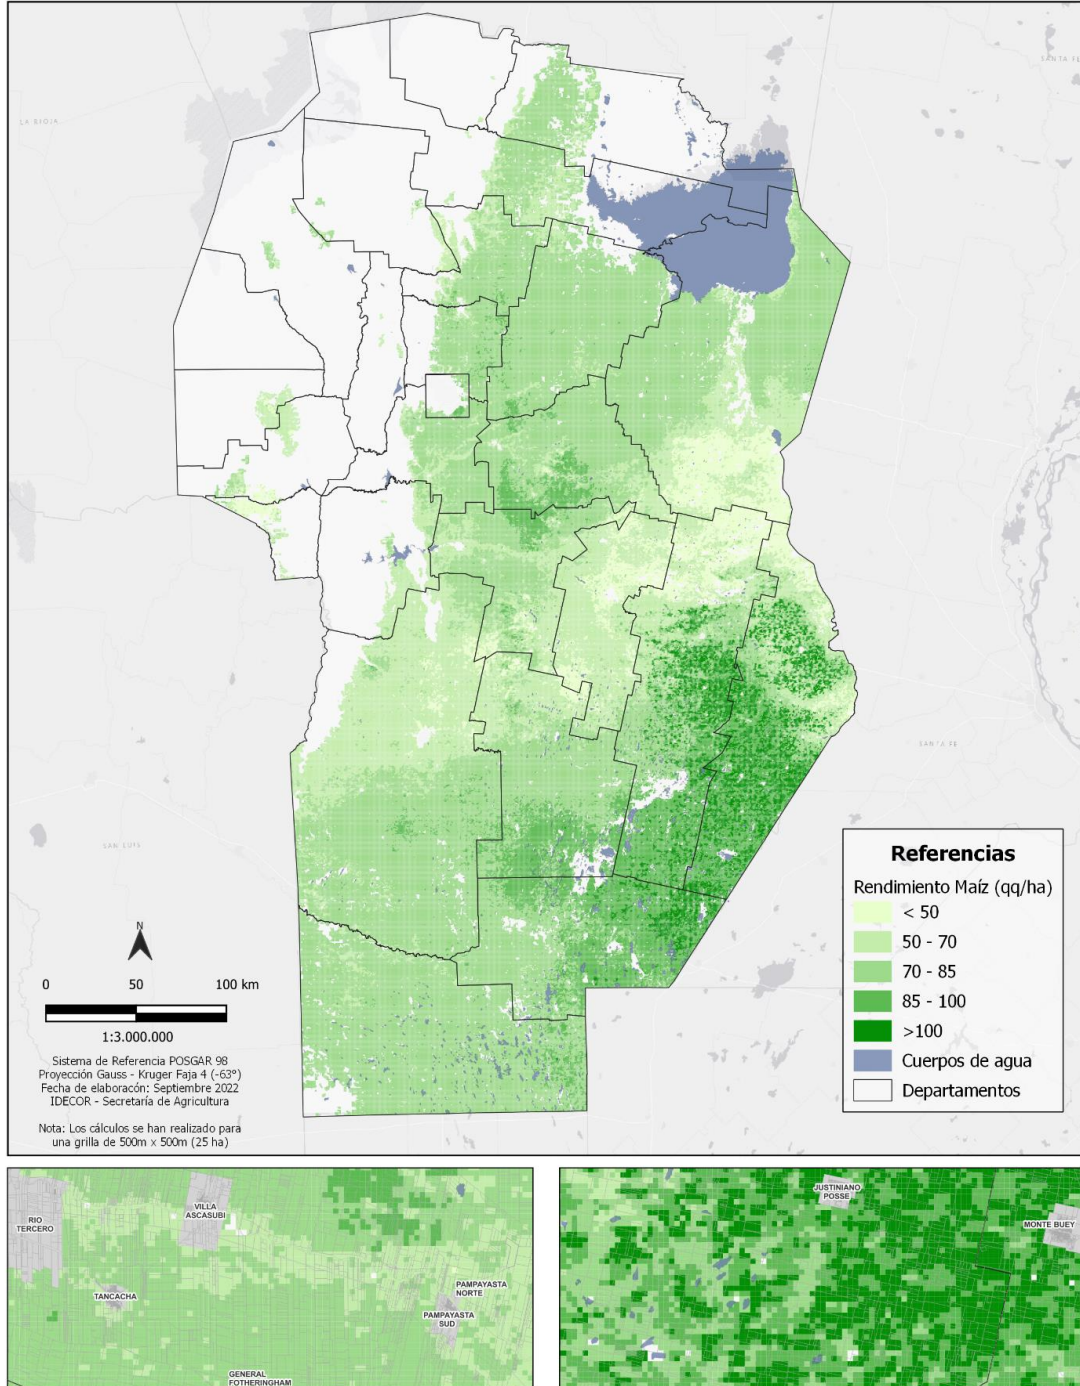 SANTA FE
LA RIOJA
SANTA FE
SAN LUIS
N
0 50 100 km
1:3.000.000
Sistema de Referencia POSGAR 98
Proyección Gauss - Kruger Faja 4 (-63°)
Fecha de elaboracón: Septiembre 2022
IDECOR - Secretaría de Agricultura
Nota: Los cálculos se han realizado para
una grilla de 500m x 500m (25 ha)
Referencias
Rendimiento Maíz (qq/ha)
< 50
50 - 70
70 - 85
85 - 100
>100
Cuerpos de agua
Departamentos
RIO
TERCERO
VILLA
ASCASUBI
TANCACHA
PAMPAYASTA
NORTE
PAMPAYASTA
SUD
GENERAL
FOTHERINGHAM
JUSTINIANO
POSSE
MONTE BUEY